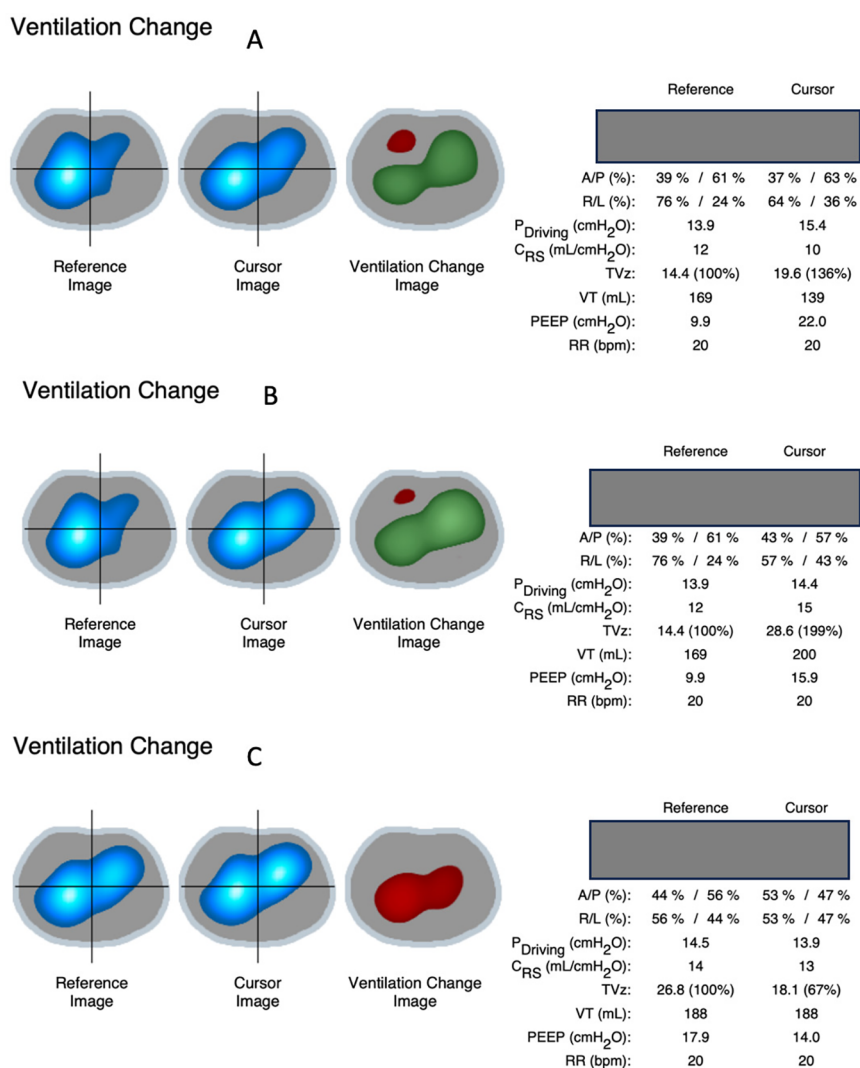 Ventilation Change A
Reference Cursor
A/P (%): 39 % / 61 % 37 % / 63 %
R/L (%): 76 % / 24 % 64 % / 36 %
PDriving (cmH2O): 13.9 15.4
CRS (mL/cmH2O): 12 10
TVz: 14.4 (100%) 19.6 (136%)
VT (mL): 169 139
PEEP (cmH2O): 9.9 22.0
RR (bpm): 20 20
Reference Image
Cursor Image
Ventilation Change Image
Ventilation Change B
Reference Cursor
A/P (%): 39 % / 61 % 43 % / 57 %
R/L (%): 76 % / 24 % 57 % / 43 %
PDriving (cmH2O): 13.9 14.4
CRS (mL/cmH2O): 12 15
TVz: 14.4 (100%) 28.6 (199%)
VT (mL): 169 200
PEEP (cmH2O): 9.9 15.9
RR (bpm): 20 20
Reference Image
Cursor Image
Ventilation Change Image
Ventilation Change C
Reference Cursor
A/P (%): 44 % / 56 % 53 % / 47 %
R/L (%): 56 % / 44 % 53 % / 47 %
PDriving (cmH2O): 14.5 13.9
CRS (mL/cmH2O): 14 13
TVz: 26.8 (100%) 18.1 (67%)
VT (mL): 188 188
PEEP (cmH2O): 17.9 14.0
RR (bpm): 20 20
Reference Image
Cursor Image
Ventilation Change Image